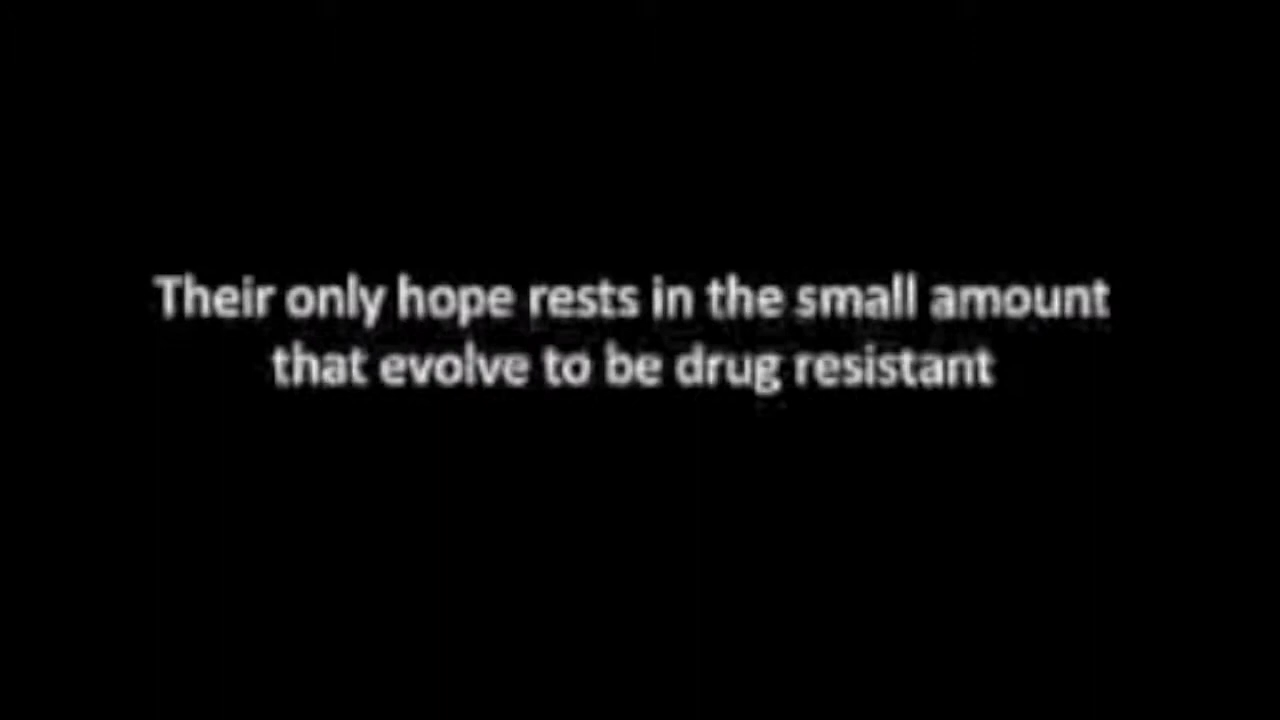 Their only hope rests in the small amount
that evolve to be drug resistant